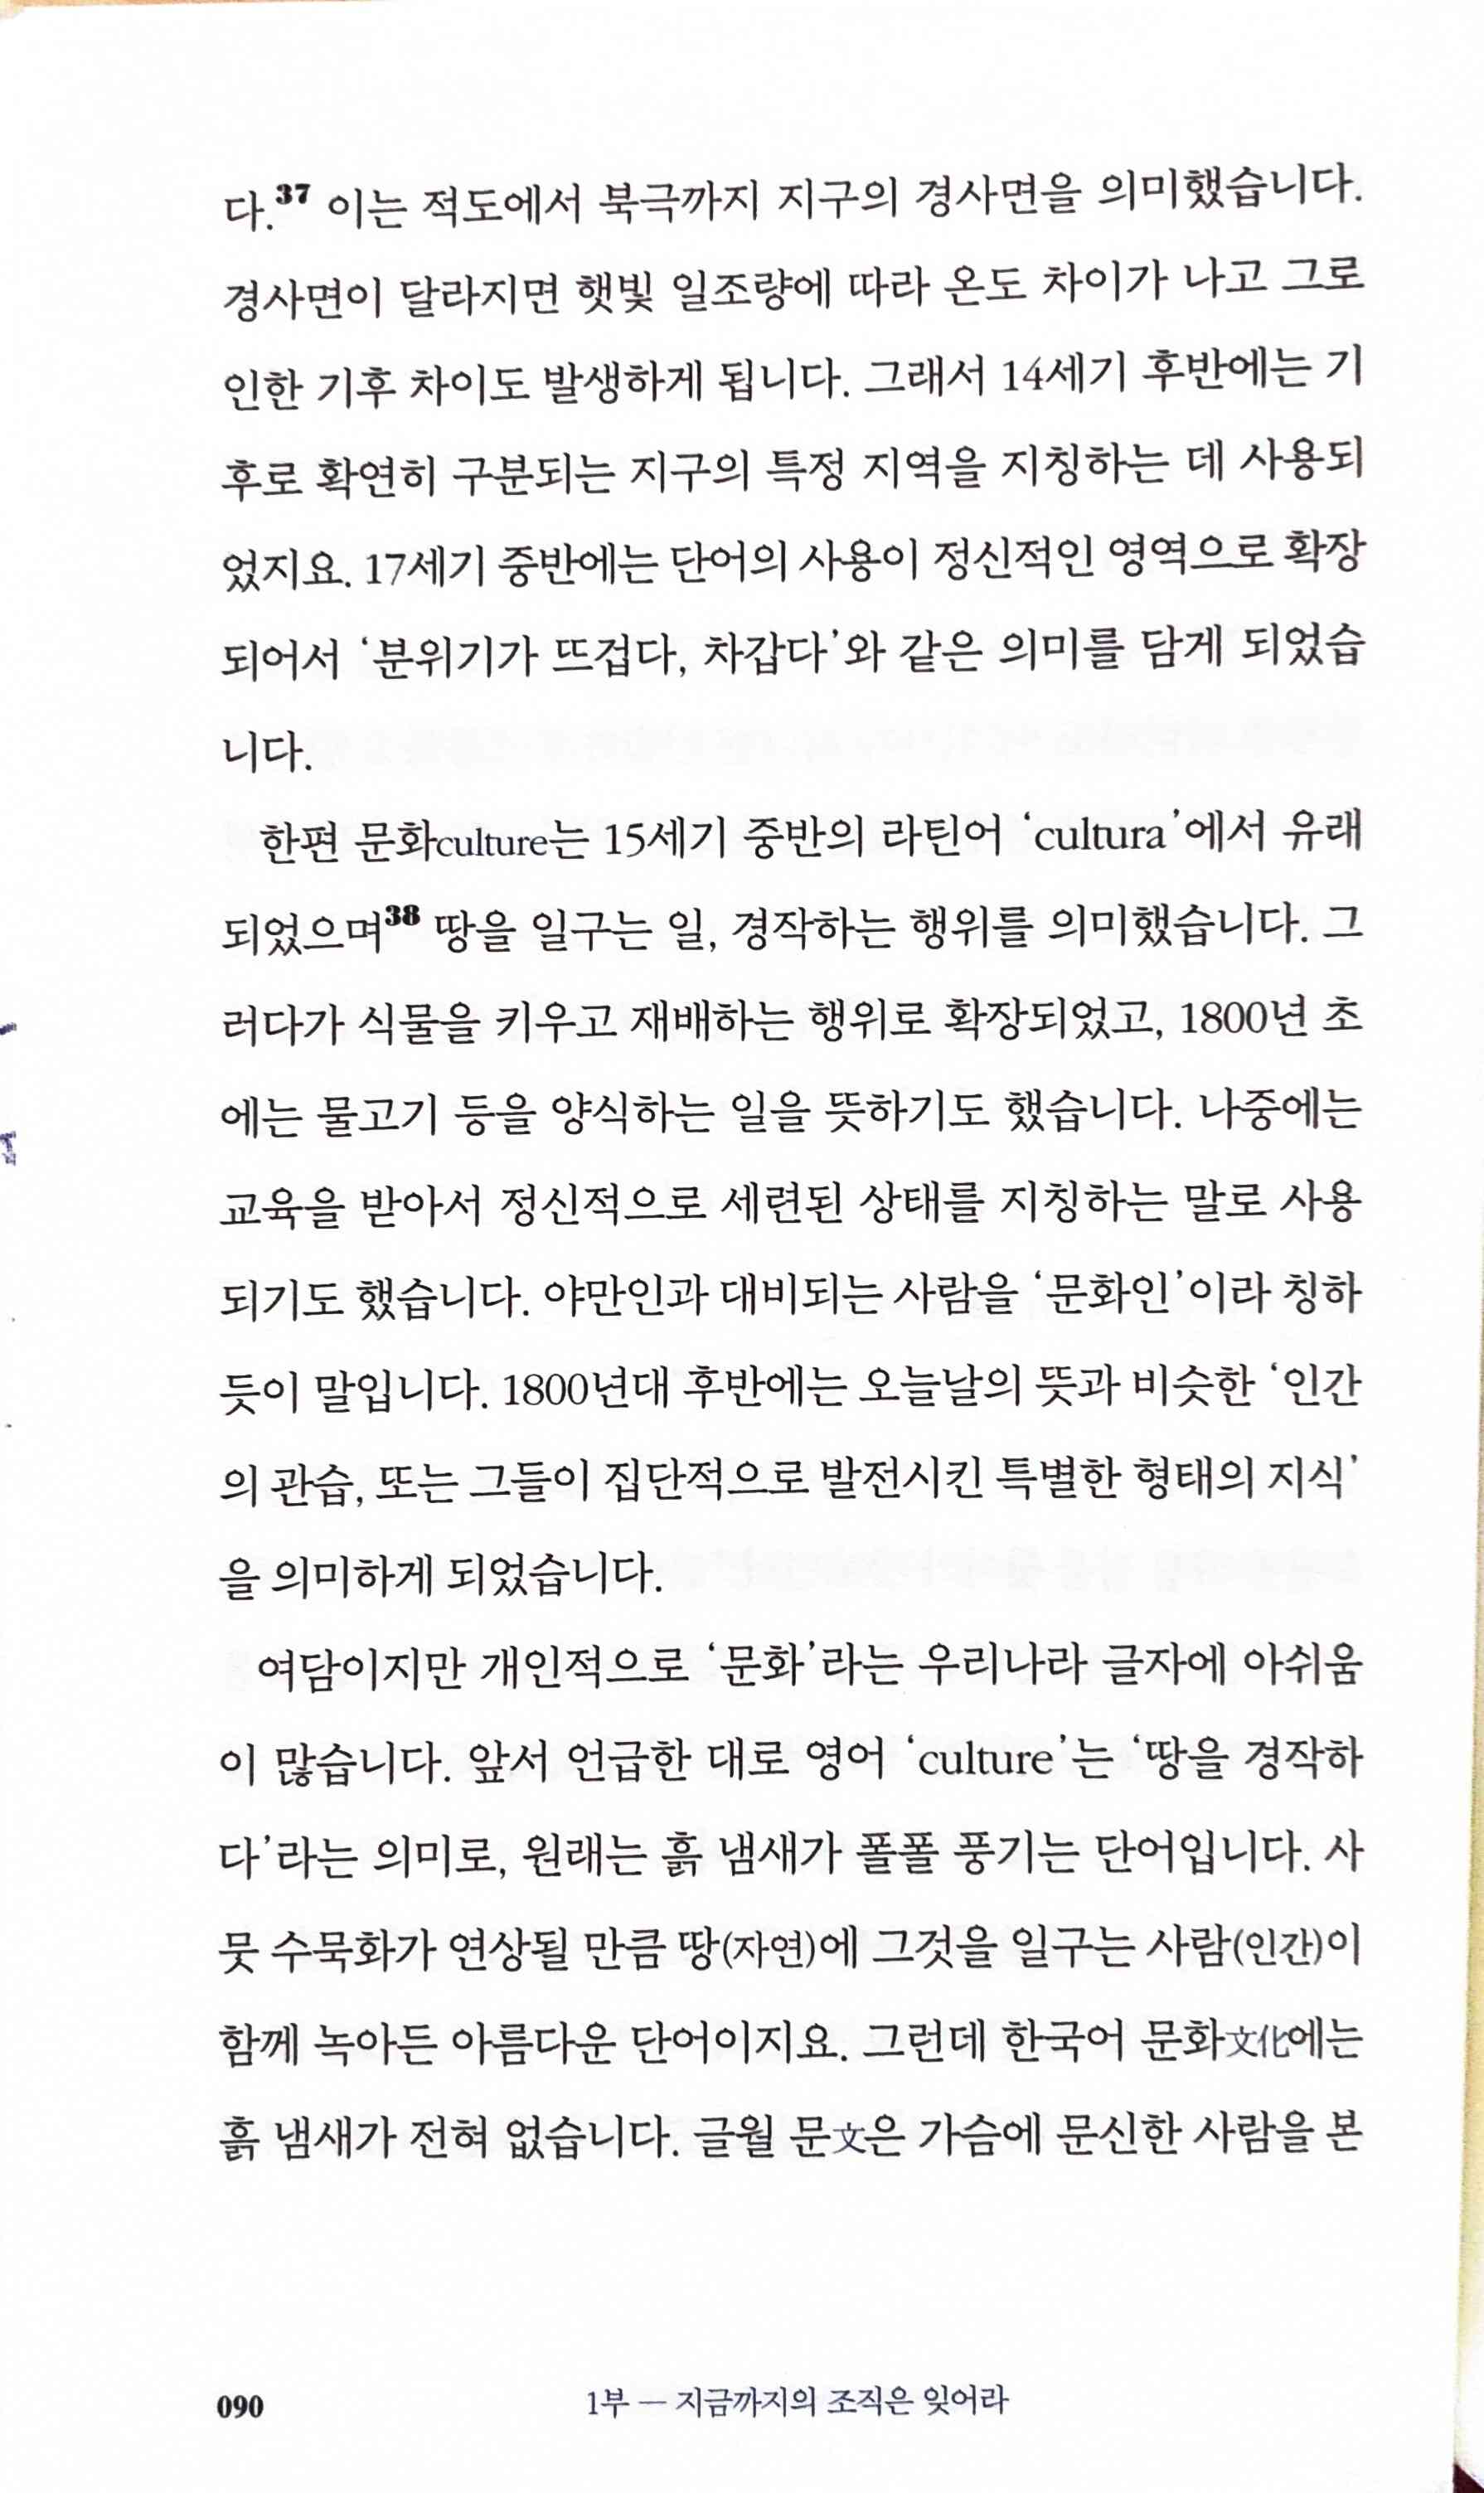 다.37 이는 적도에서 북극까지 지구의 경사면을 의미했습니다.
경사면이 달라지면 햇빛 일조량에 따라 온도 차이가 나고 그로
인한 기후 차이도 발생하게 됩니다. 그래서 14세기 후반에는 기
후로 확연히 구분되는 지구의 특정 지역을 지칭하는 데 사용되
었지요. 17세기 중반에는 단어의 사용이 정신적인 영역으로 확장
되어서 ‘분위기가 뜨겁다, 차갑다’와 같은 의미를 담게 되었습
니다.
한편 문화culture는 15세기 중반의 라틴어 ‘cultura’에서 유래
되었으며38 땅을 일구는 일, 경작하는 행위를 의미했습니다. 그
러다가 식물을 키우고 재배하는 행위로 확장되었고, 1800년 초
에는 물고기 등을 양식하는 일을 뜻하기도 했습니다. 나중에는
교육을 받아서 정신적으로 세련된 상태를 지칭하는 말로 사용
되기도 했습니다. 야만인과 대비되는 사람을 ‘문화인’이라 칭하
듯이 말입니다. 1800년대 후반에는 오늘날의 뜻과 비슷한 ‘인간
의 관습, 또는 그들이 집단적으로 발전시킨 특별한 형태의 지식’
을 의미하게 되었습니다.
여담이지만 개인적으로 ‘문화’라는 우리나라 글자에 아쉬움
이 많습니다. 앞서 언급한 대로 영어 ‘culture’는 ‘땅을 경작하
다’라는 의미로, 원래는 흙 냄새가 폴폴 풍기는 단어입니다. 사
뭇 수묵화가 연상될 만큼 땅(자연)에 그것을 일구는 사람(인간)이
함께 녹아든 아름다운 단어이지요. 그런데 한국어 문화文化에는
흙 냄새가 전혀 없습니다. 글월 문文은 가슴에 문신한 사람을 본
090 1부 — 지금까지의 조직은 잊어라